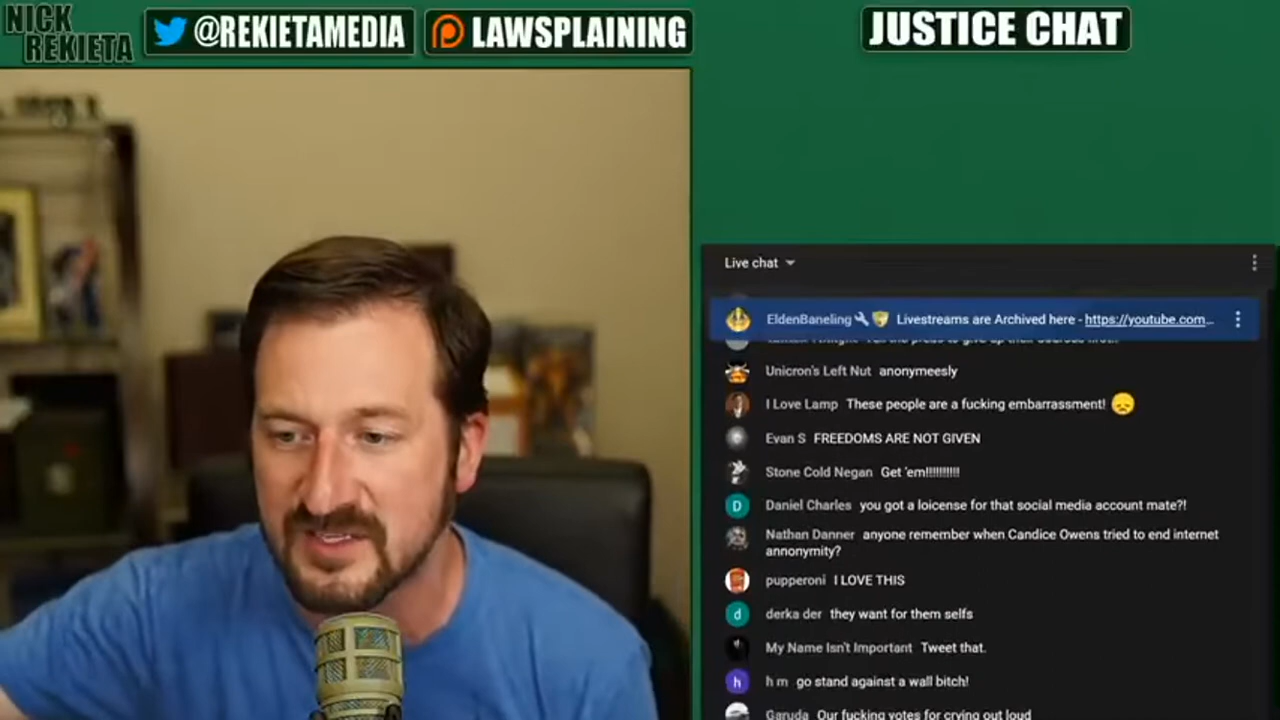 NICK
REKIETA
@REKIETAMEDIA
LAWSPLAINING
JUSTICE CHAT
Live chat
EldenBaneling Livestreams are Archived here - https://youtube.com...
Unicron's Left Nut anonymeesly
I Love Lamp These people are a fucking embarrassment!
Evan S FREEDOMS ARE NOT GIVEN
Stone Cold Negan Get 'em!!!!!!!!!!
D
Daniel Charles you got a loicense for that social media account mate?!
Nathan Danner anyone remember when Candice Owens tried to end internet
annonymity?
pupperoni I LOVE THIS
d
derka der they want for them selfs
My Name Isn't Important Tweet that.
h
h m go stand against a wall bitch!
Garuda Our fucking votes for crying out loud